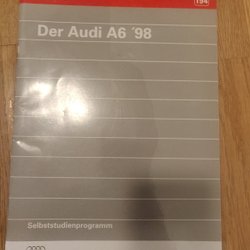 194
Der Audi A6 ´98
Selbststudienprogramm